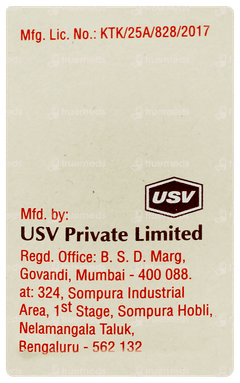 Mfg. Lic. No.: KTK/25A/828/2017
USV
Mfd. by:
USV Private Limited
Regd. Office: B. S. D. Marg,
Govandi, Mumbai - 400 088.
at: 324, Sompura Industrial
Area, 1st Stage, Sompura Hobli,
Nelamangala Taluk,
Bengaluru - 562 132